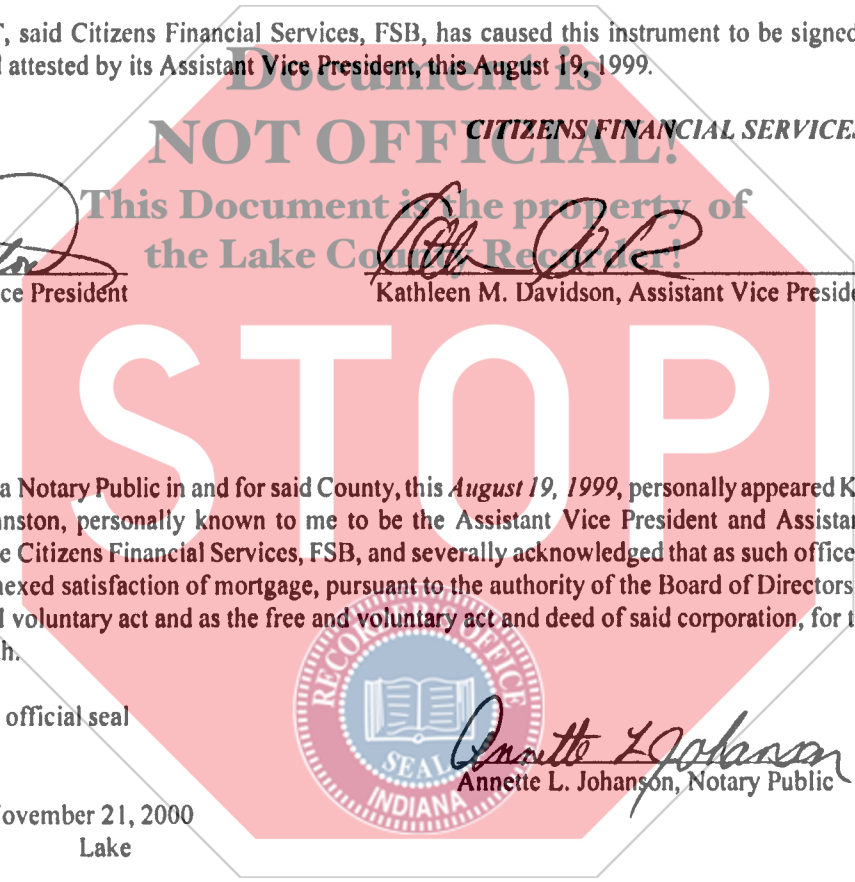 , said Citizens Financial Services, FSB, has caused this instrument to be signed
attested by its Assistant Vice President, this August 19, 1999.
Document is
NOT OFFICIAL!
CITIZENS FINANCIAL SERVICE
This Document is the property of
the Lake County Recorder!
ce President
Kathleen M. Davidson, Assistant Vice Preside
STOP
a Notary Public in and for said County, this August 19, 1999, personally appeared K
nston, personally known to me to be the Assistant Vice President and Assistan
e Citizens Financial Services, FSB, and severally acknowledged that as such office
nexed satisfaction of mortgage, pursuant to the authority of the Board of Directors
voluntary act and as the free and voluntary act and deed of said corporation, for t
h.
RECORDER'S OFFICE
SEAL
INDIANA
official seal
Annette L Johanson
Annette L. Johanson, Notary Public
ovember 21, 2000
Lake